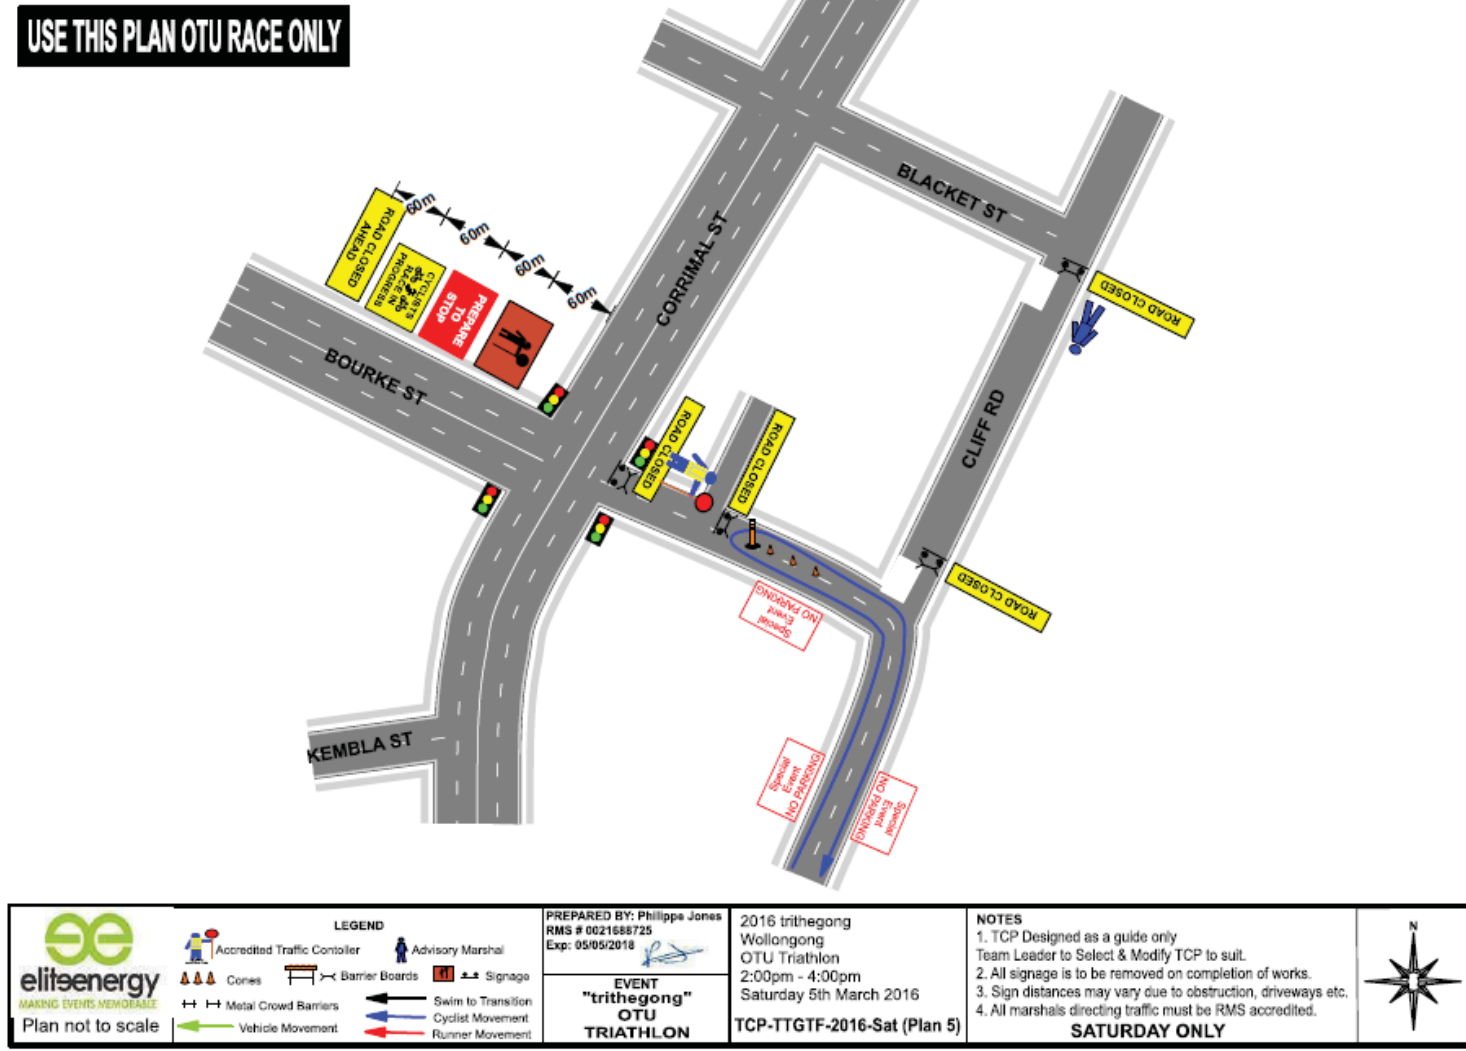 USE THIS PLAN OTU RACE ONLY
BLACKET ST
CORRIMAL ST
60m
60m
60m
60m
ROAD CLOSED
AHEAD
CYCLISTS
RACE IN
PROGRESS
PREPARE
TO
STOP
BOURKE ST
ROAD CLOSED
ROAD CLOSED
ROAD CLOSED
CLIFF RD
ROAD CLOSED
Special
Event
NO PARKING
KEMBLA ST
Special
Event
NO PARKING
Special
Event
NO PARKING
eliteenergy
MAKING EVENTS MEMORABLE
Plan not to scale
LEGEND
Accredited Traffic Contoller
Advisory Marshal
Cones
Barrier Boards
Signage
Metal Crowd Barriers
Swim to Transition
Cyclist Movement
Vehicle Movement
Runner Movement
PREPARED BY: Philippe Jones
RMS # 0021688725
Exp: 05/05/2018
EVENT
"trithegong"
OTU
TRIATHLON
2016 trithegong
Wollongong
OTU Triathlon
2:00pm - 4:00pm
Saturday 5th March 2016
TCP-TTGTF-2016-Sat (Plan 5)
NOTES
1. TCP Designed as a guide only
Team Leader to Select & Modify TCP to suit.
2. All signage is to be removed on completion of works.
3. Sign distances may vary due to obstruction, driveways etc.
4. All marshals directing traffic must be RMS accredited.
SATURDAY ONLY
N